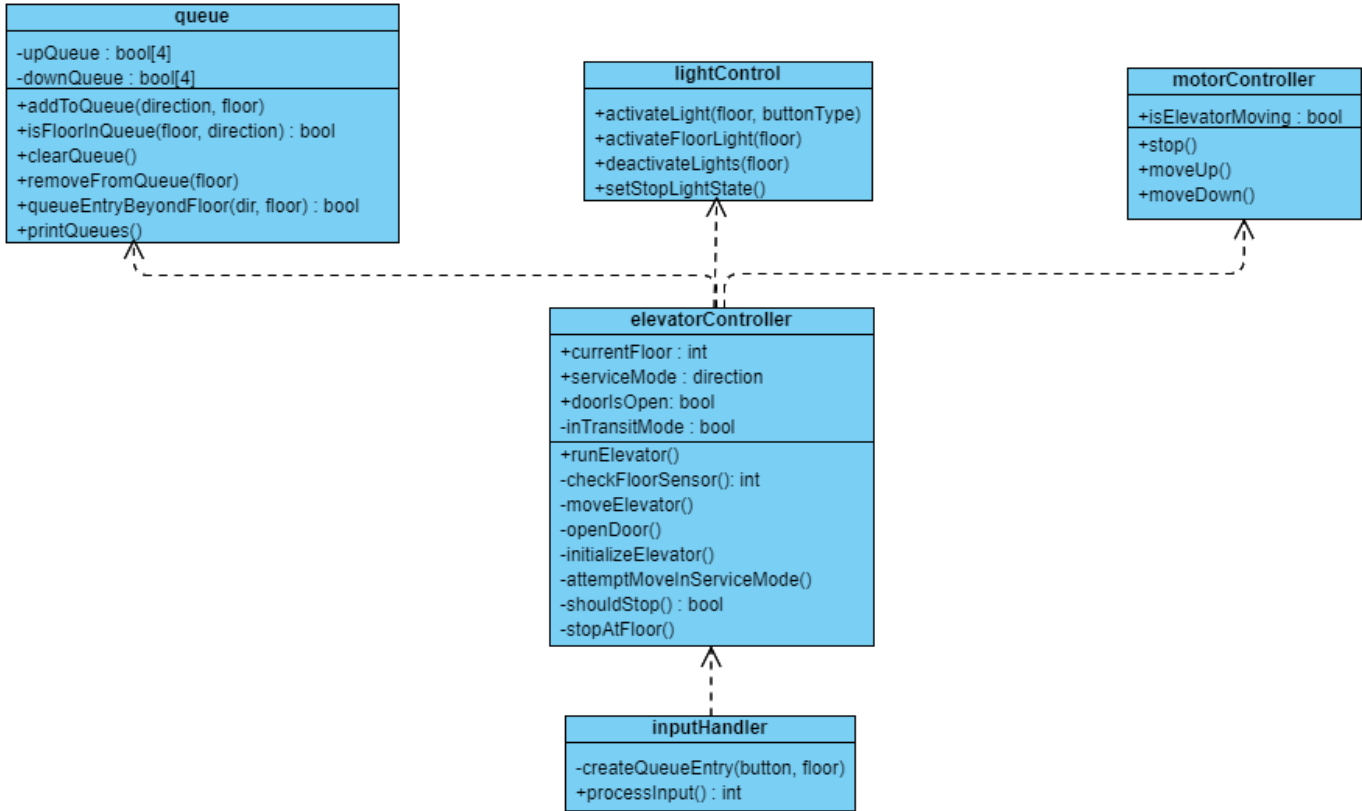 queue
-upQueue : bool[4]
-downQueue : bool[4]
+addToQueue(direction, floor)
+isFloorInQueue(floor, direction) : bool
+clearQueue()
+removeFromQueue(floor)
+queueEntryBeyondFloor(dir, floor) : bool
+printQueues()
lightControl
+activateLight(floor, buttonType)
+activateFloorLight(floor)
+deactivateLights(floor)
+setStopLightState()
motorController
+isElevatorMoving : bool
+stop()
+moveUp()
+moveDown()
elevatorController
+currentFloor : int
+serviceMode : direction
+doorIsOpen: bool
-inTransitMode : bool
+runElevator()
-checkFloorSensor(): int
-moveElevator()
-openDoor()
-initializeElevator()
-attemptMoveInServiceMode()
-shouldStop() : bool
-stopAtFloor()
inputHandler
-createQueueEntry(button, floor)
+processInput() : int